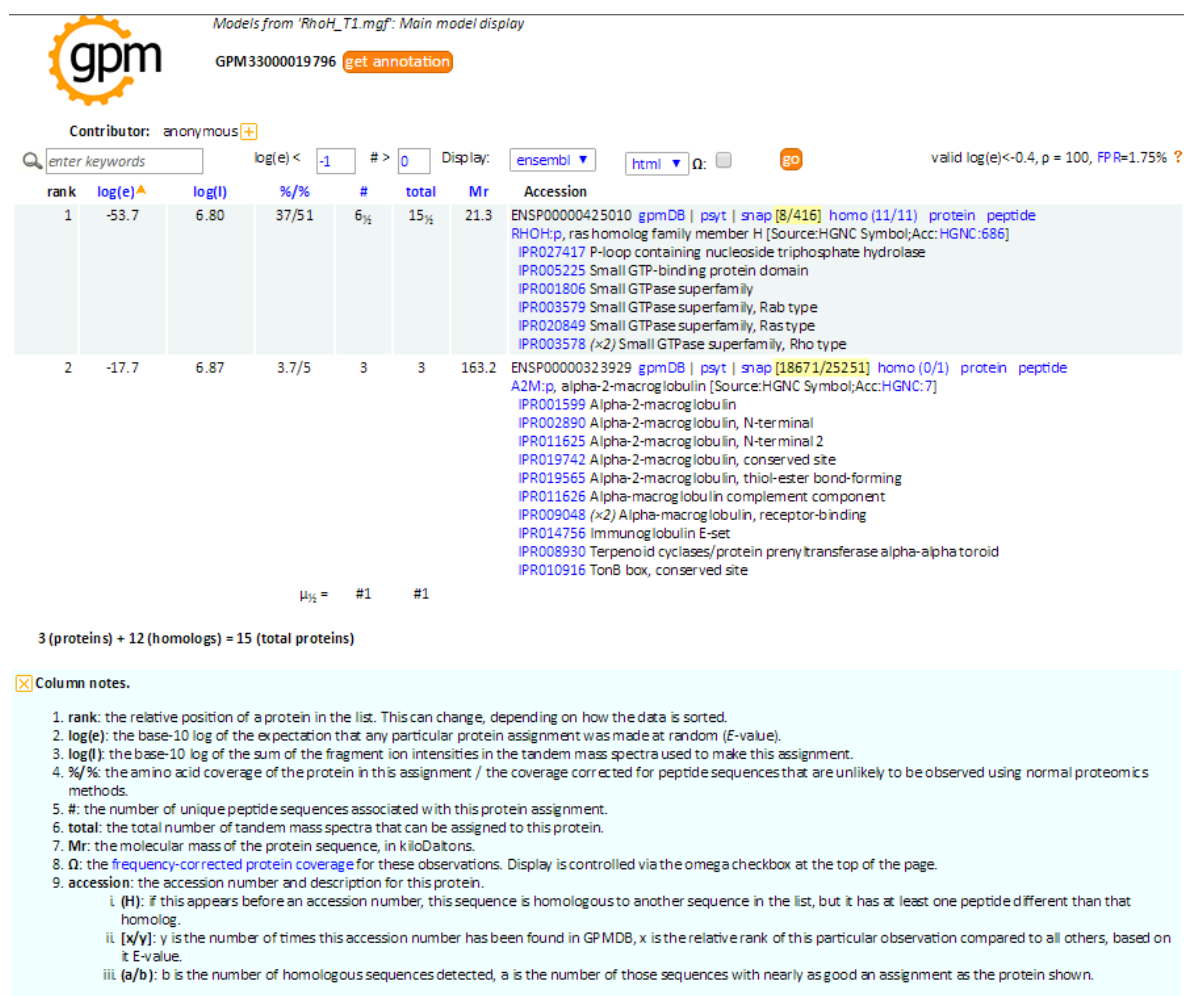 Models from 'RhoH_T1.mgf': Main model display
gpm
GPM33000019796 get annotation
Contributor: anonymous +
enter keywords log(e) < -1 # > 0 Display: ensembl ▼ html ▼ Ω: go valid log(e)<-0.4, ρ = 100, FPR=1.75% ?
rank log(e) log(I) %/% # total Mr Accession
1 -53.7 6.80 37/51 6½ 15½ 21.3 ENSP00000425010 gpmDB | psyt | snap [8/416] homo (11/11) protein peptide
RHOH:p, ras homolog family member H [Source:HGNC Symbol;Acc:HGNC:686]
IPR027417 P-loop containing nucleoside triphosphate hydrolase
IPR005225 Small GTP-binding protein domain
IPR001806 Small GTPase superfamily
IPR003579 Small GTPase superfamily, Rab type
IPR020849 Small GTPase superfamily, Ras type
IPR003578 (×2) Small GTPase superfamily, Rho type
2 -17.7 6.87 3.7/5 3 3 163.2 ENSP00000323929 gpmDB | psyt | snap [18671/25251] homo (0/1) protein peptide
A2M:p, alpha-2-macroglobulin [Source:HGNC Symbol;Acc:HGNC:7]
IPR001599 Alpha-2-macroglobulin
IPR002890 Alpha-2-macroglobulin, N-terminal
IPR011625 Alpha-2-macroglobulin, N-terminal 2
IPR019742 Alpha-2-macroglobulin, conserved site
IPR019565 Alpha-2-macroglobulin, thiol-ester bond-forming
IPR011626 Alpha-macroglobulin complement component
IPR009048 (×2) Alpha-macroglobulin, receptor-binding
IPR014756 Immunoglobulin E-set
IPR008930 Terpenoid cyclases/protein prenyltransferase alpha-alpha toroid
IPR010916 TonB box, conserved site
μ½ = #1 #1
3 (proteins) + 12 (homologs) = 15 (total proteins)
Column notes.
1. rank: the relative position of a protein in the list. This can change, depending on how the data is sorted.
2. log(e): the base-10 log of the expectation that any particular protein assignment was made at random (E-value).
3. log(I): the base-10 log of the sum of the fragment ion intensities in the tandem mass spectra used to make this assignment.
4. %/%: the amino acid coverage of the protein in this assignment / the coverage corrected for peptide sequences that are unlikely to be observed using normal proteomics
methods.
5. #: the number of unique peptide sequences associated with this protein assignment.
6. total: the total number of tandem mass spectra that can be assigned to this protein.
7. Mr: the molecular mass of the protein sequence, in kiloDaltons.
8. Ω: the frequency-corrected protein coverage for these observations. Display is controlled via the omega checkbox at the top of the page.
9. accession: the accession number and description for this protein.
i. (H): if this appears before an accession number, this sequence is homologous to another sequence in the list, but it has at least one peptide different than that
homolog.
ii. [x/y]: y is the number of times this accession number has been found in GPMDB, x is the relative rank of this particular observation compared to all others, based on
it E-value.
iii. (a/b): b is the number of homologous sequences detected, a is the number of those sequences with nearly as good an assignment as the protein shown.